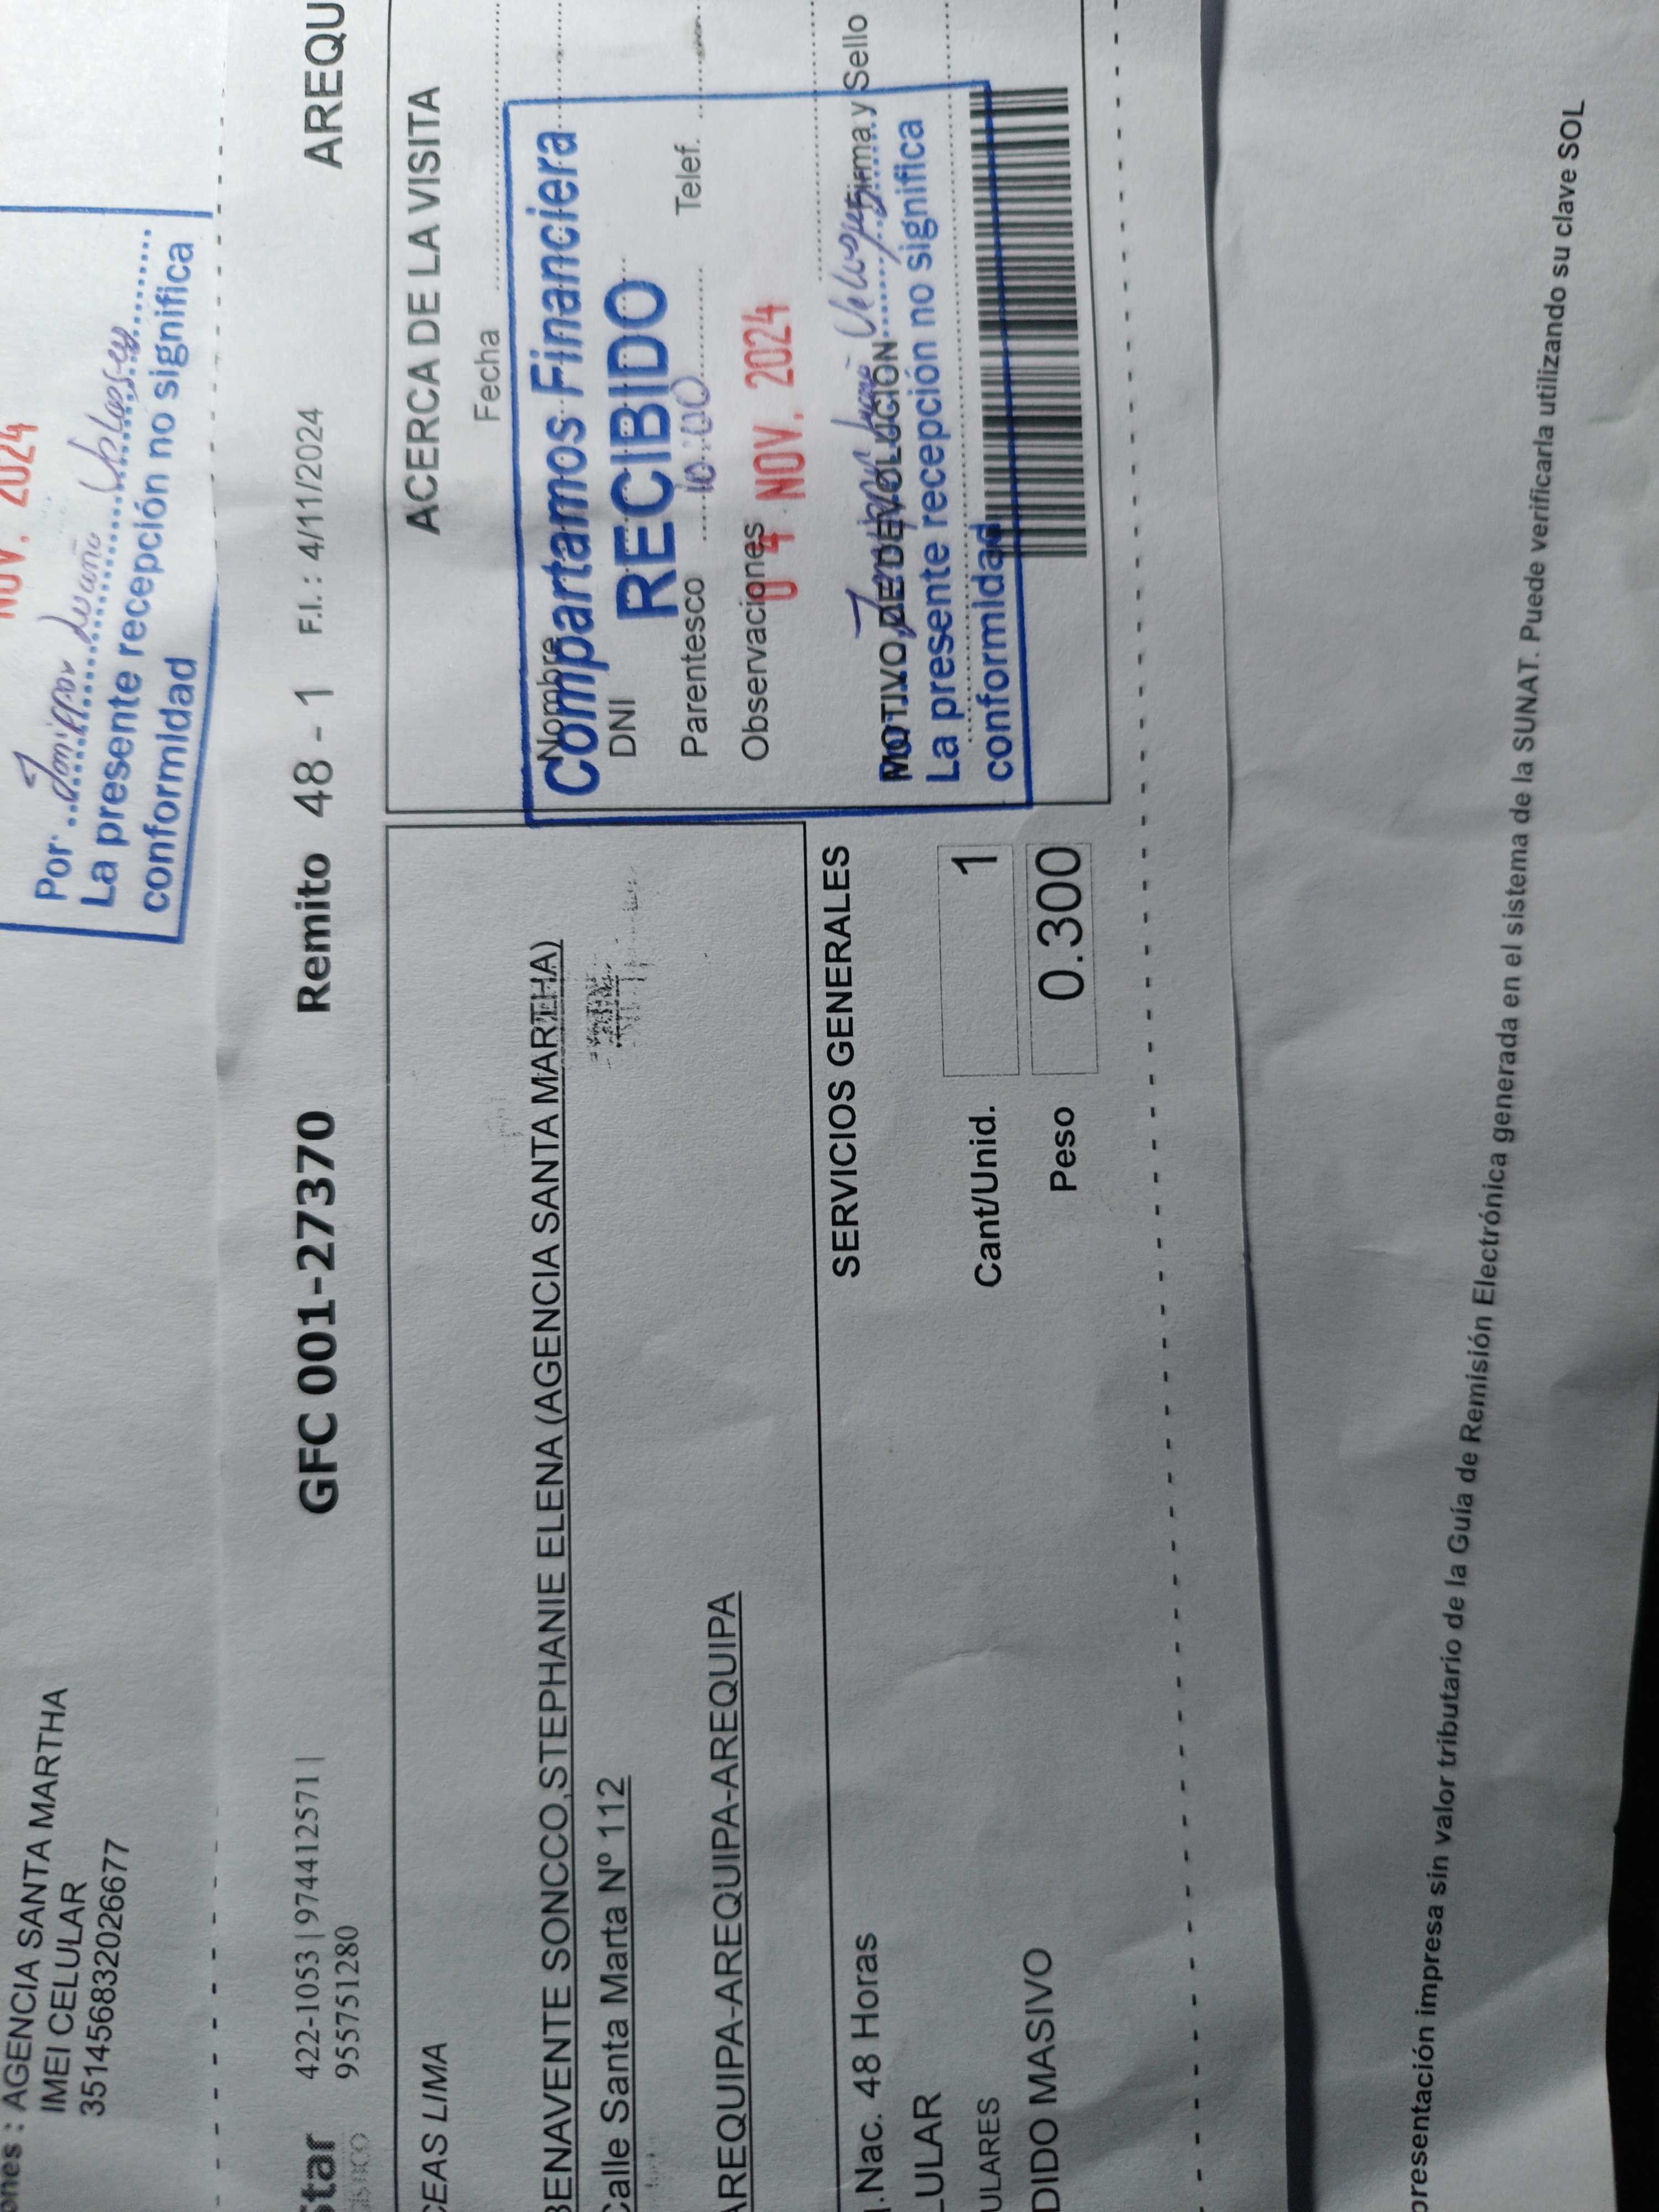 NOV. 2024
Por:
La presente recepción no significa
conformidad
ones : AGENCIA SANTA MARTHA
IMEI CELULAR
351456832026677
star
422-1053 | 974412571 |
955751280
GFC 001-27370 Remito 48 - 1 F.I. : 4/11/2024 AREQU
CEAS LIMA
BENAVENTE SONCCO,STEPHANIE ELENA (AGENCIA SANTA MARTHA)
Calle Santa Marta Nº 112
AREQUIPA-AREQUIPA-AREQUIPA
.Nac. 48 Horas
SERVICIOS GENERALES
LULAR
ULARES
DIDO MASIVO
Cant/Unid. 1
Peso 0.300
ACERCA DE LA VISITA
Fecha
Nombre
Compartamos Financiera
DNI
RECIBIDO
Parentesco 10:00 Telef.
Observaciones
04 NOV. 2024
MOTIVO DE DEVOLUCIÓN
Firma y Sello
La presente recepción no significa
conformidad
presentación impresa sin valor tributario de la Guía de Remisión Electrónica generada en el sistema de la SUNAT. Puede verificarla utilizando su clave SOL